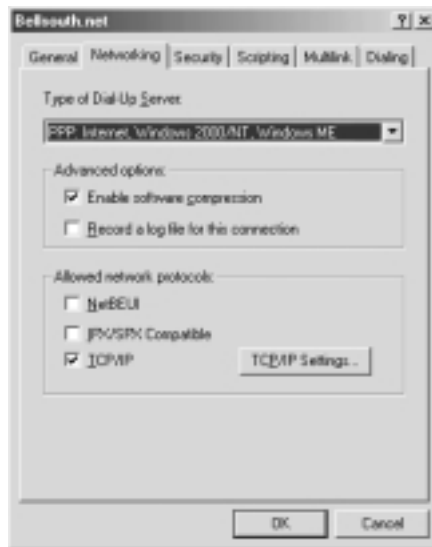 Bellsouth.net
? x
General Networking Security Scripting Multilink Dialing
Type of Dial-Up Server:
PPP: Internet, Windows 2000/NT, Windows ME
Advanced options:
Enable software compression
Record a log file for this connection
Allowed network protocols:
NetBEUI
IPX/SPX Compatible
TCP/IP
TCP/IP Settings...
OK Cancel